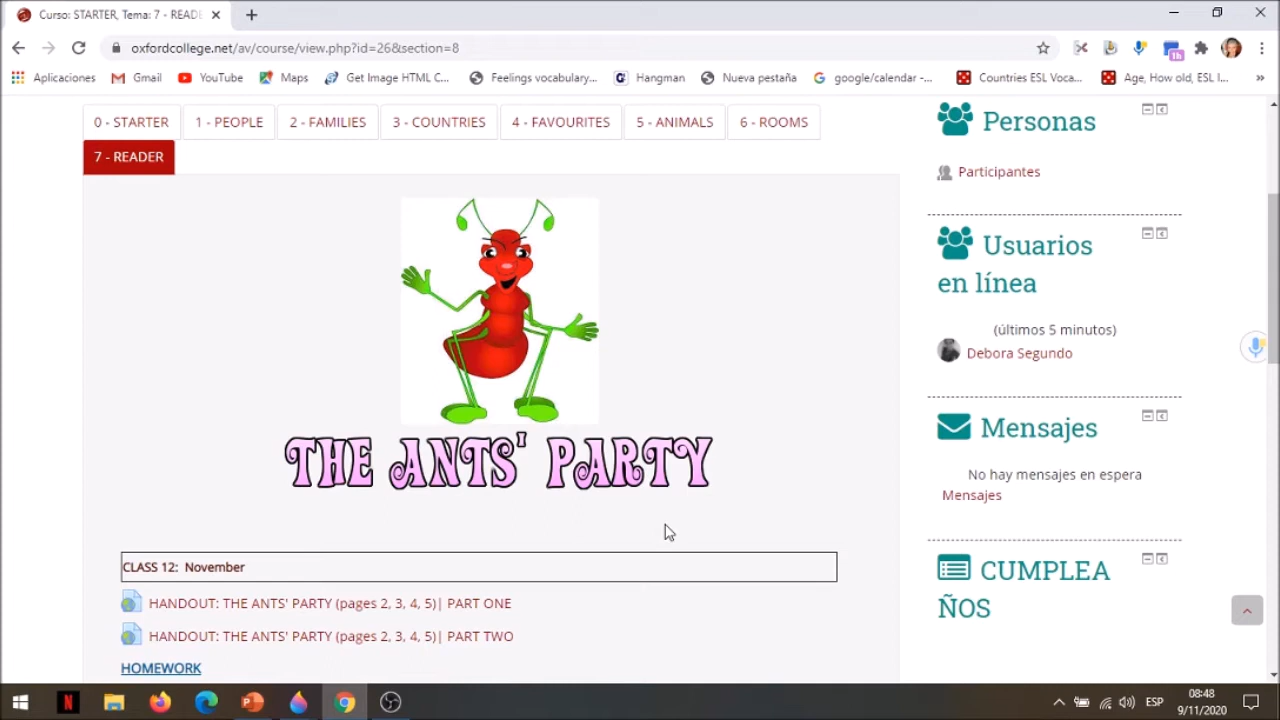 Curso: STARTER, Tema: 7 - READE
oxfordcollege.net/av/course/view.php?id=26&section=8
Aplicaciones
Gmail
YouTube
Maps
Get Image HTML C...
Feelings vocabulary...
Hangman
Nueva pestaña
google/calendar -...
Countries ESL Voca...
Age, How old, ESL I...
»
1h
0 - STARTER
1 - PEOPLE
2 - FAMILIES
3 - COUNTRIES
4 - FAVOURITES
5 - ANIMALS
6 - ROOMS
7 - READER
THE ANTS' PARTY
CLASS 12: November
HANDOUT: THE ANTS' PARTY (pages 2, 3, 4, 5)| PART ONE
HANDOUT: THE ANTS' PARTY (pages 2, 3, 4, 5)| PART TWO
HOMEWORK
Personas
Participantes
Usuarios
en línea
(últimos 5 minutos)
Debora Segundo
Mensajes
No hay mensajes en espera
Mensajes
CUMPLEA
ÑOS
ESP
08:48
9/11/2020